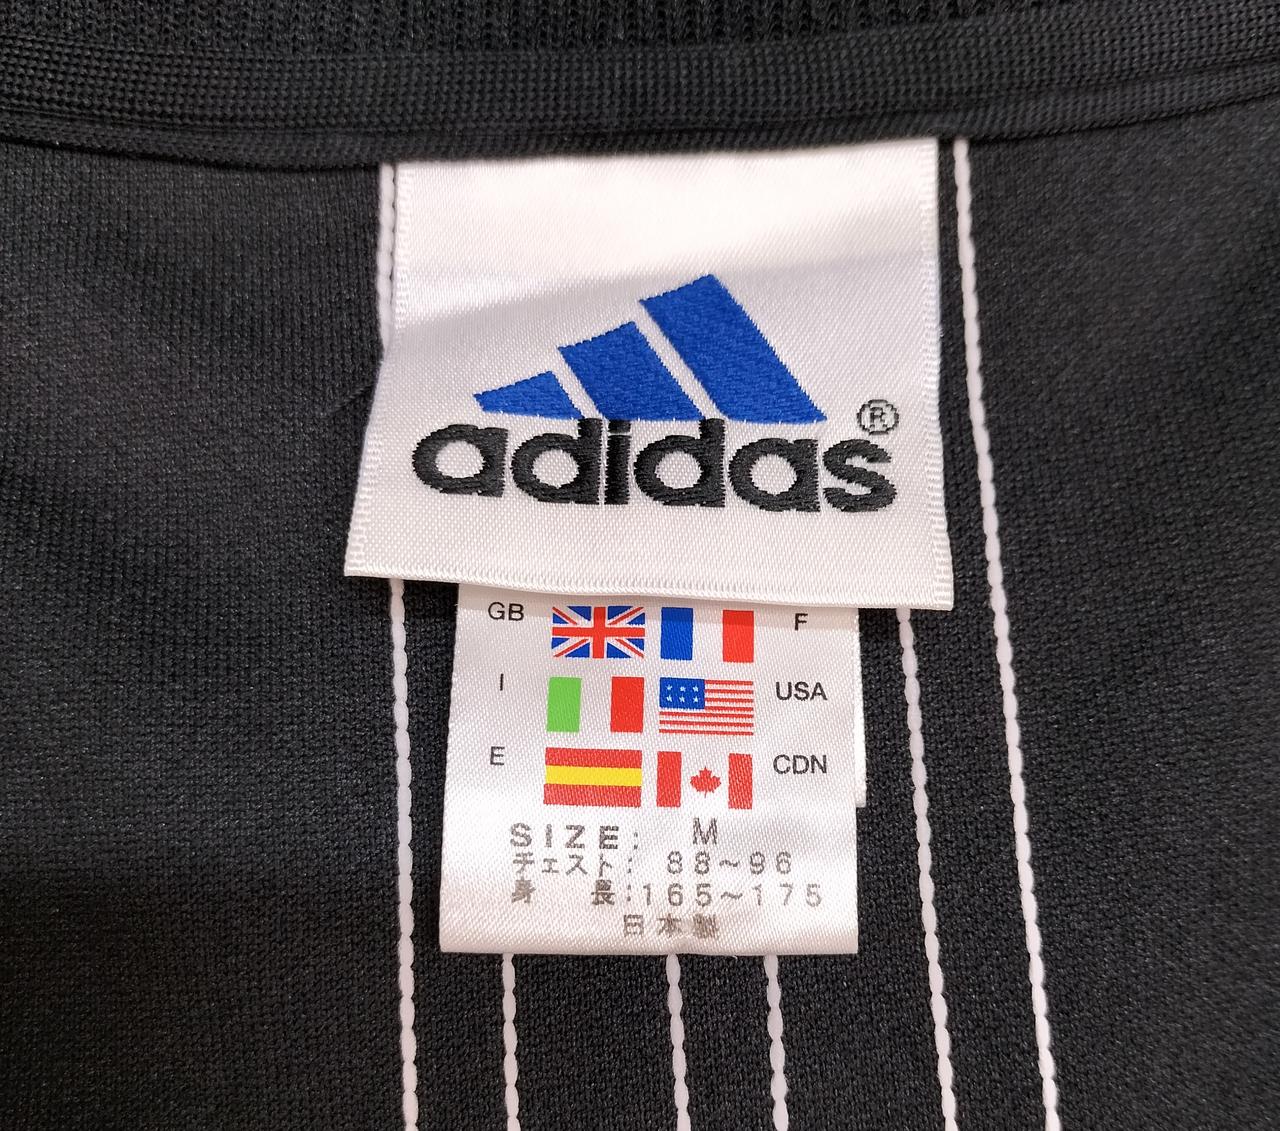 adidas®
GB F
I USA
E CDN
SIZE: M
チェスト: 88~96
身 長:165~175
日本製